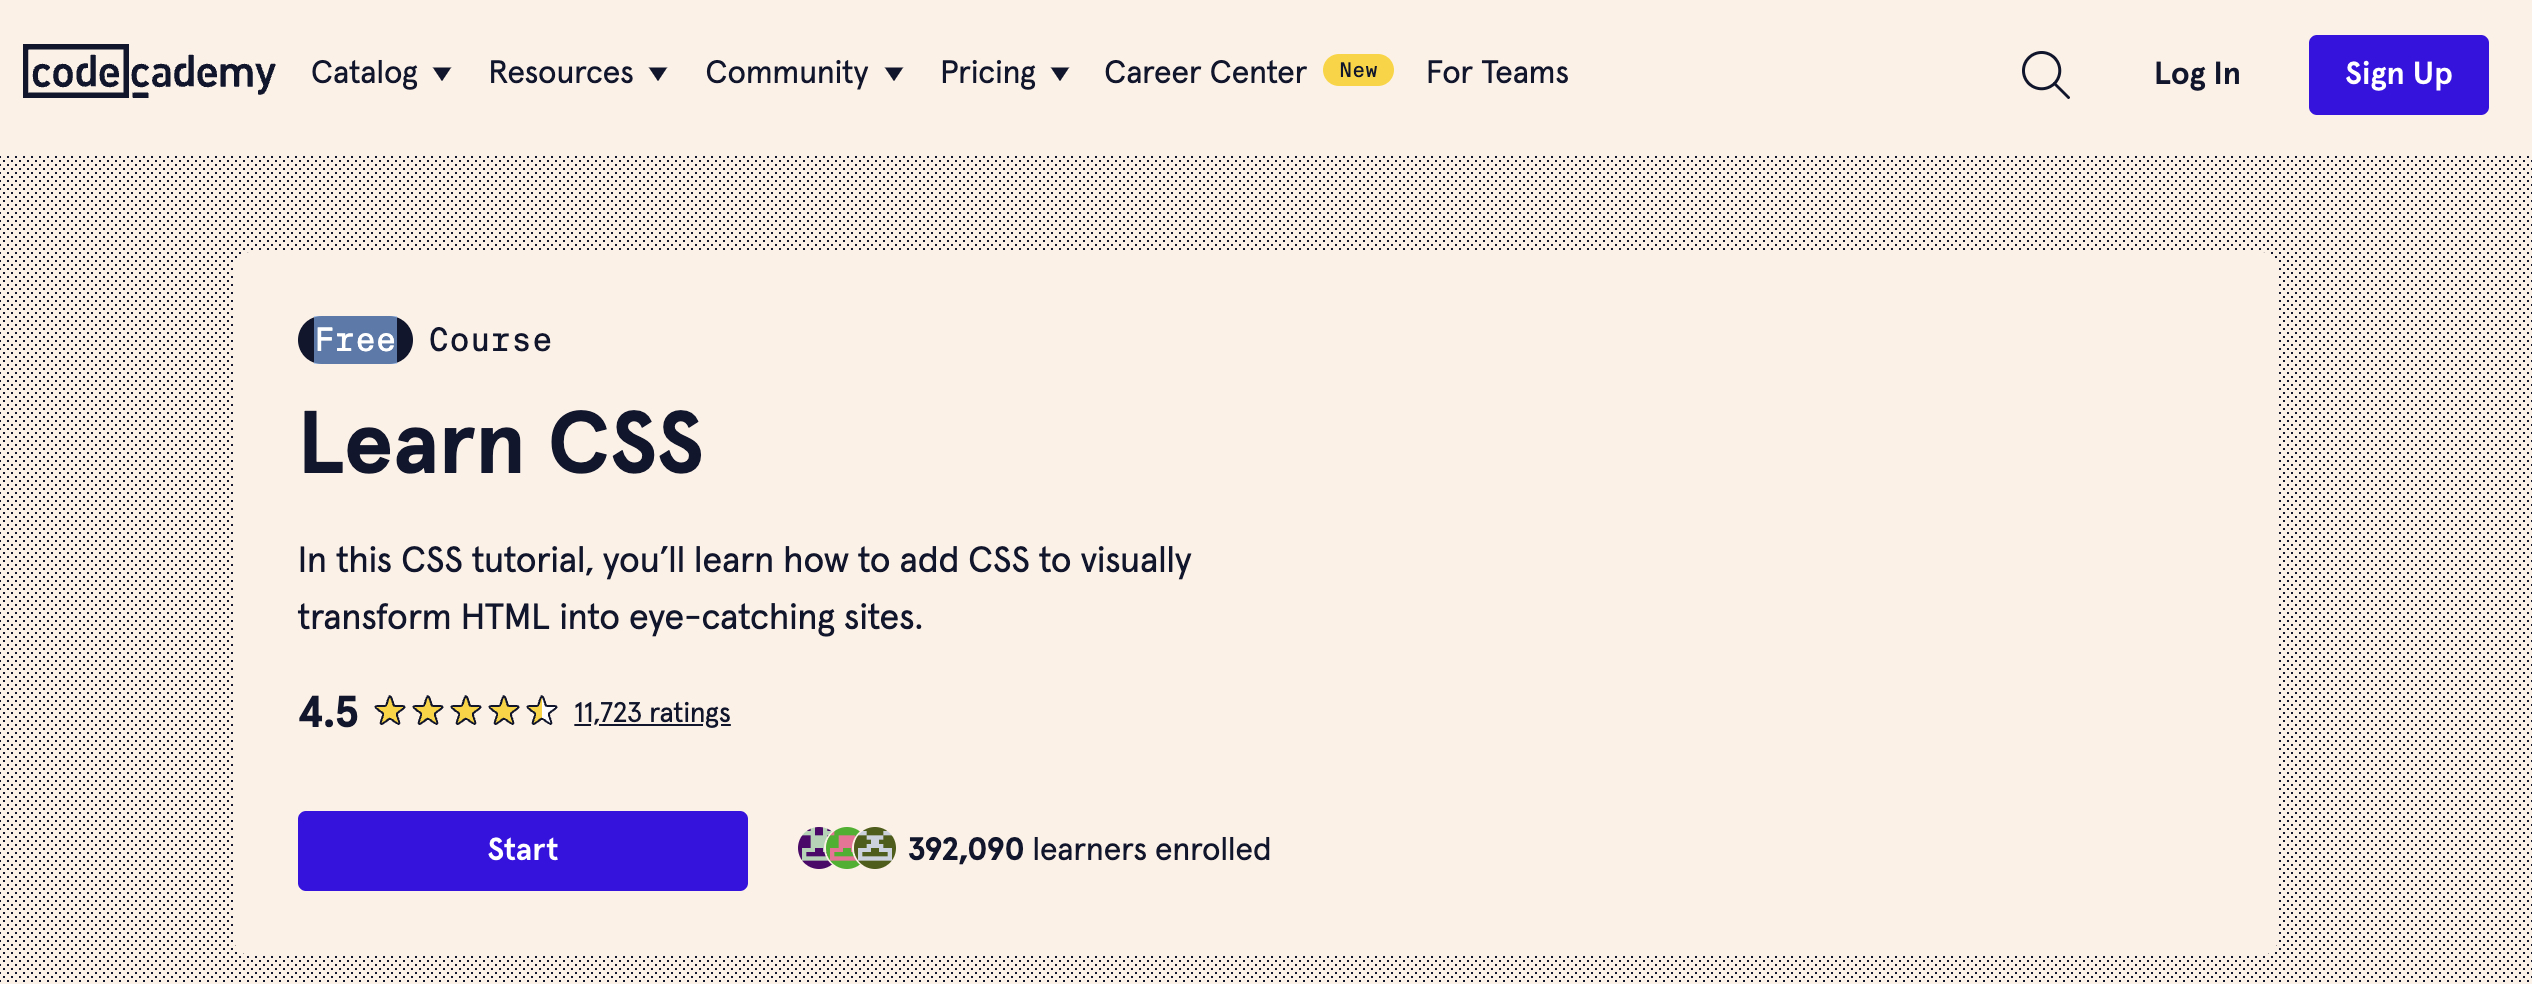 codecademy Catalog Resources Community Pricing Career Center New For Teams Log In Sign Up
Free Course
Learn CSS
In this CSS tutorial, you’ll learn how to add CSS to visually
transform HTML into eye-catching sites.
4.5 11,723 ratings
Start 392,090 learners enrolled